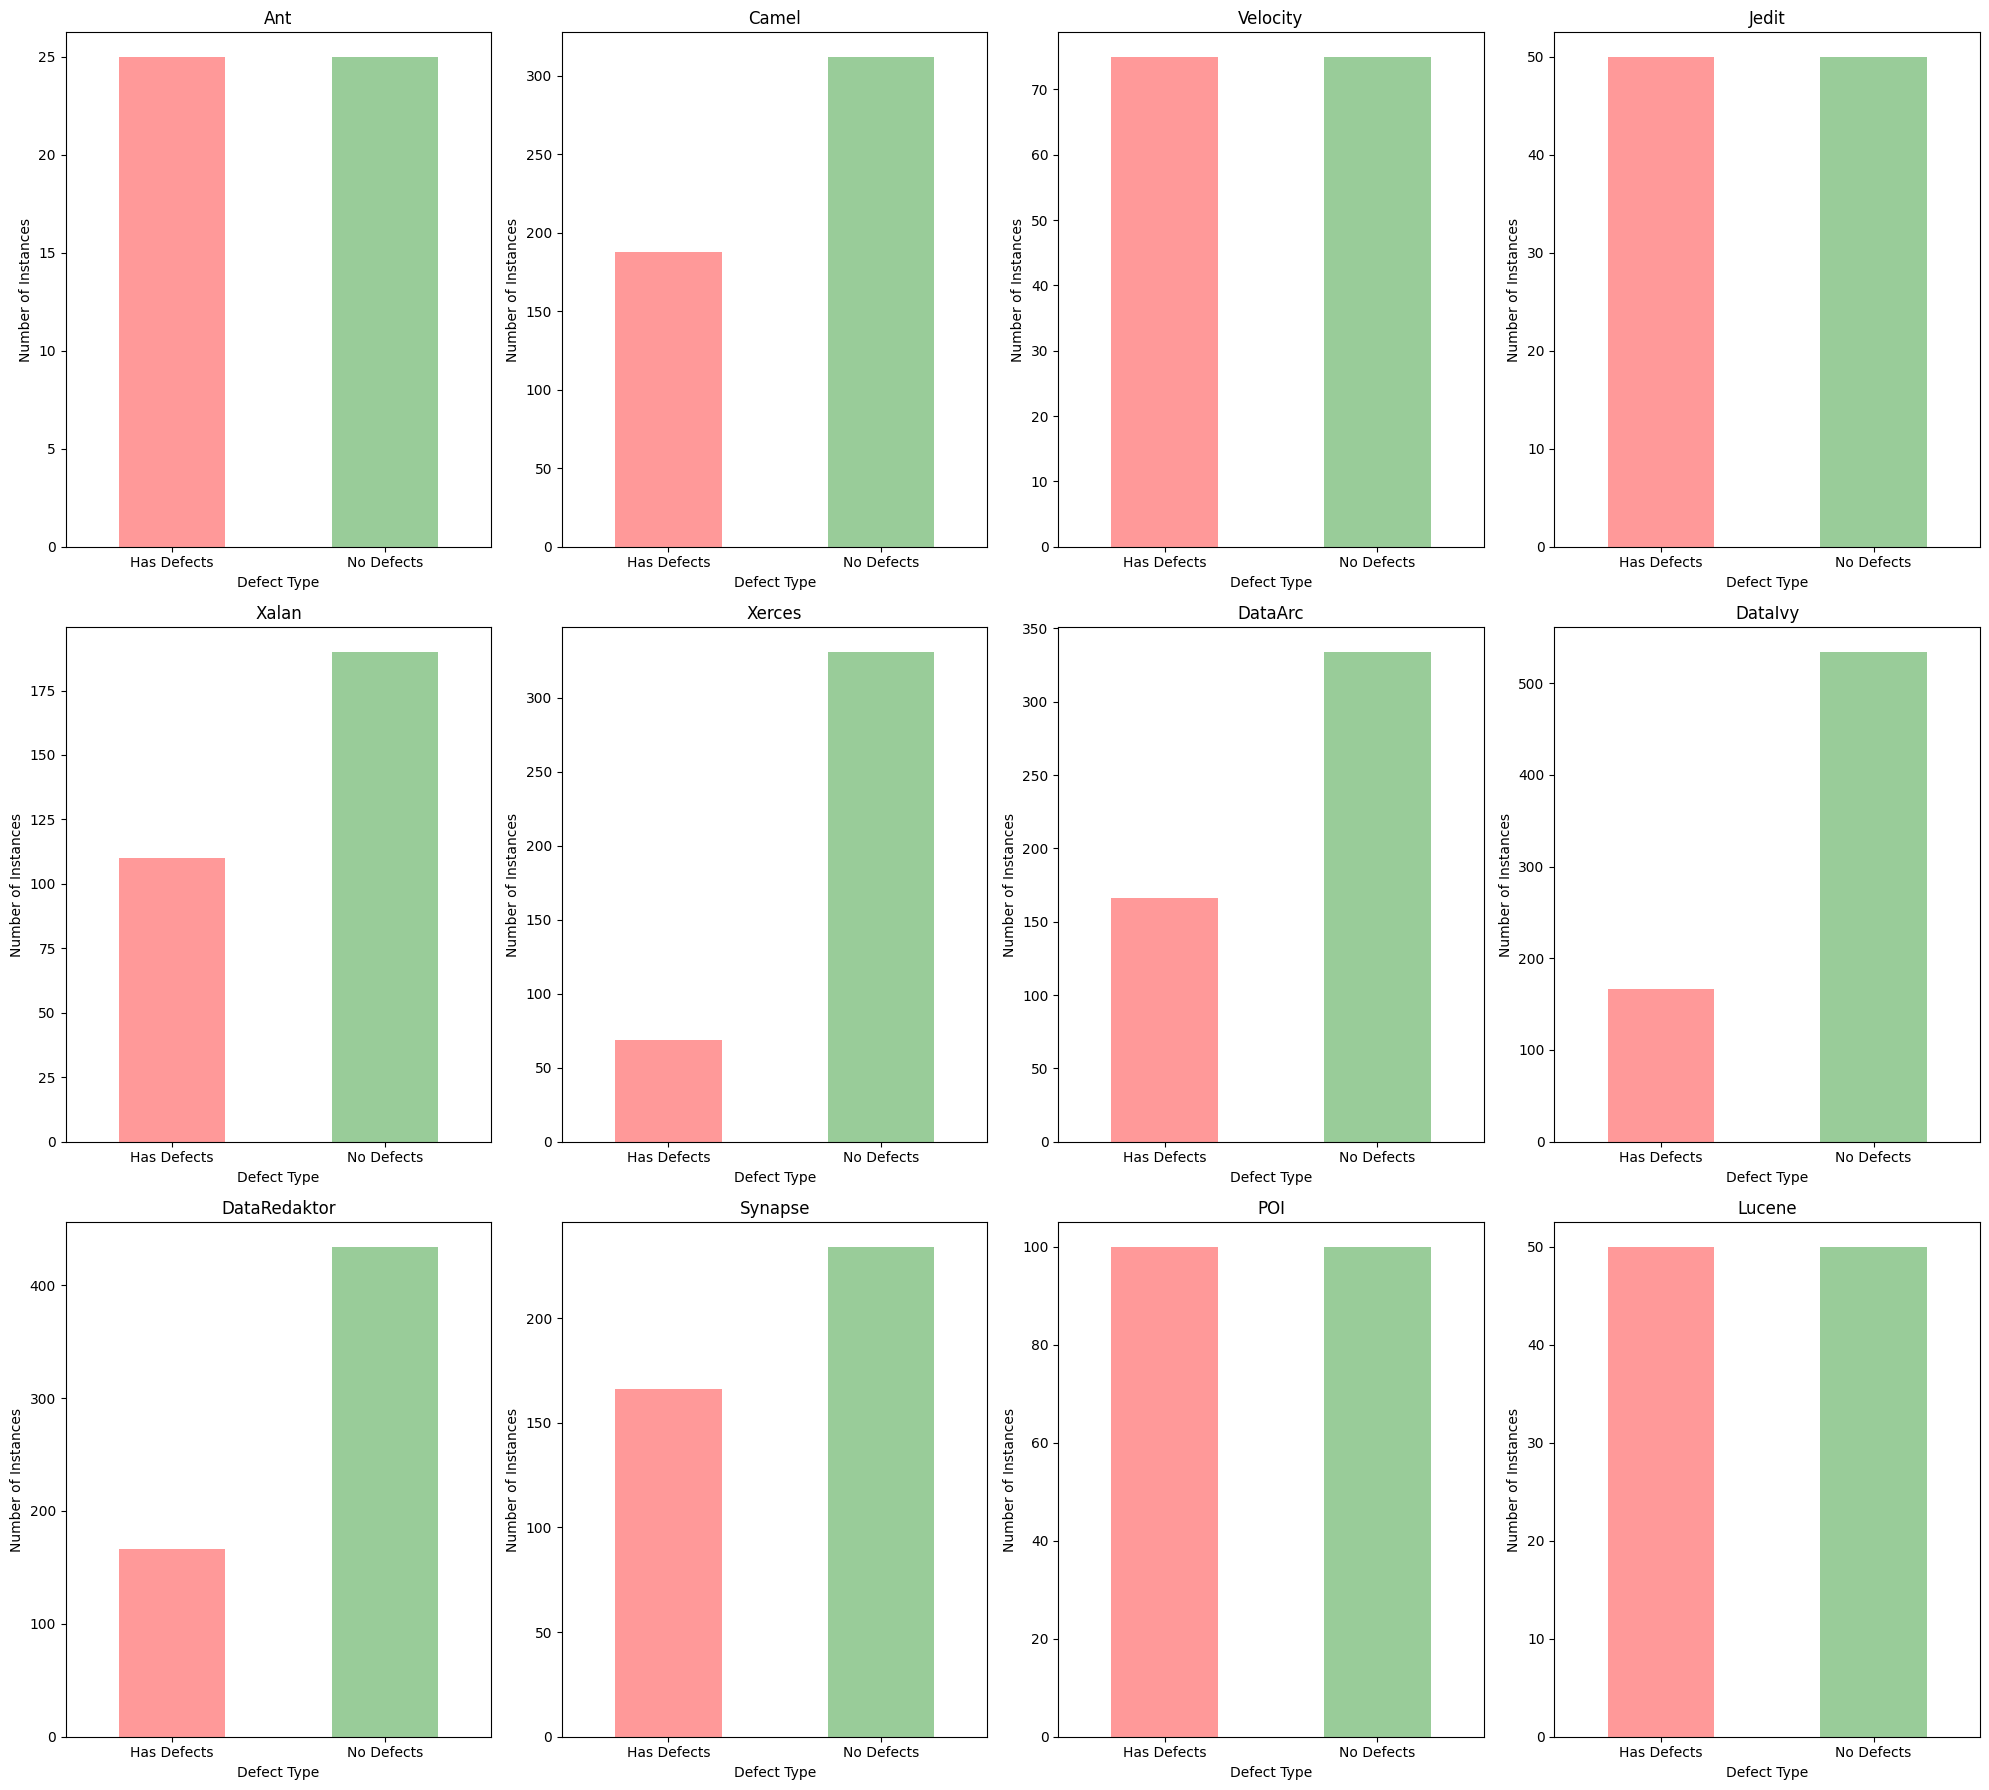 Ant
Number of Instances
25
20
15
10
5
0
Has Defects No Defects
Defect Type
Camel
Number of Instances
300
250
200
150
100
50
0
Has Defects No Defects
Defect Type
Velocity
Number of Instances
70
60
50
40
30
20
10
0
Has Defects No Defects
Defect Type
Jedit
Number of Instances
50
40
30
20
10
0
Has Defects No Defects
Defect Type
Xalan
Number of Instances
175
150
125
100
75
50
25
0
Has Defects No Defects
Defect Type
Xerces
Number of Instances
300
250
200
150
100
50
0
Has Defects No Defects
Defect Type
DataArc
Number of Instances
350
300
250
200
150
100
50
0
Has Defects No Defects
Defect Type
DataIvy
Number of Instances
500
400
300
200
100
0
Has Defects No Defects
Defect Type
DataRedaktor
Number of Instances
400
300
200
100
0
Has Defects No Defects
Defect Type
Synapse
Number of Instances
200
150
100
50
0
Has Defects No Defects
Defect Type
POI
Number of Instances
100
80
60
40
20
0
Has Defects No Defects
Defect Type
Lucene
Number of Instances
50
40
30
20
10
0
Has Defects No Defects
Defect Type